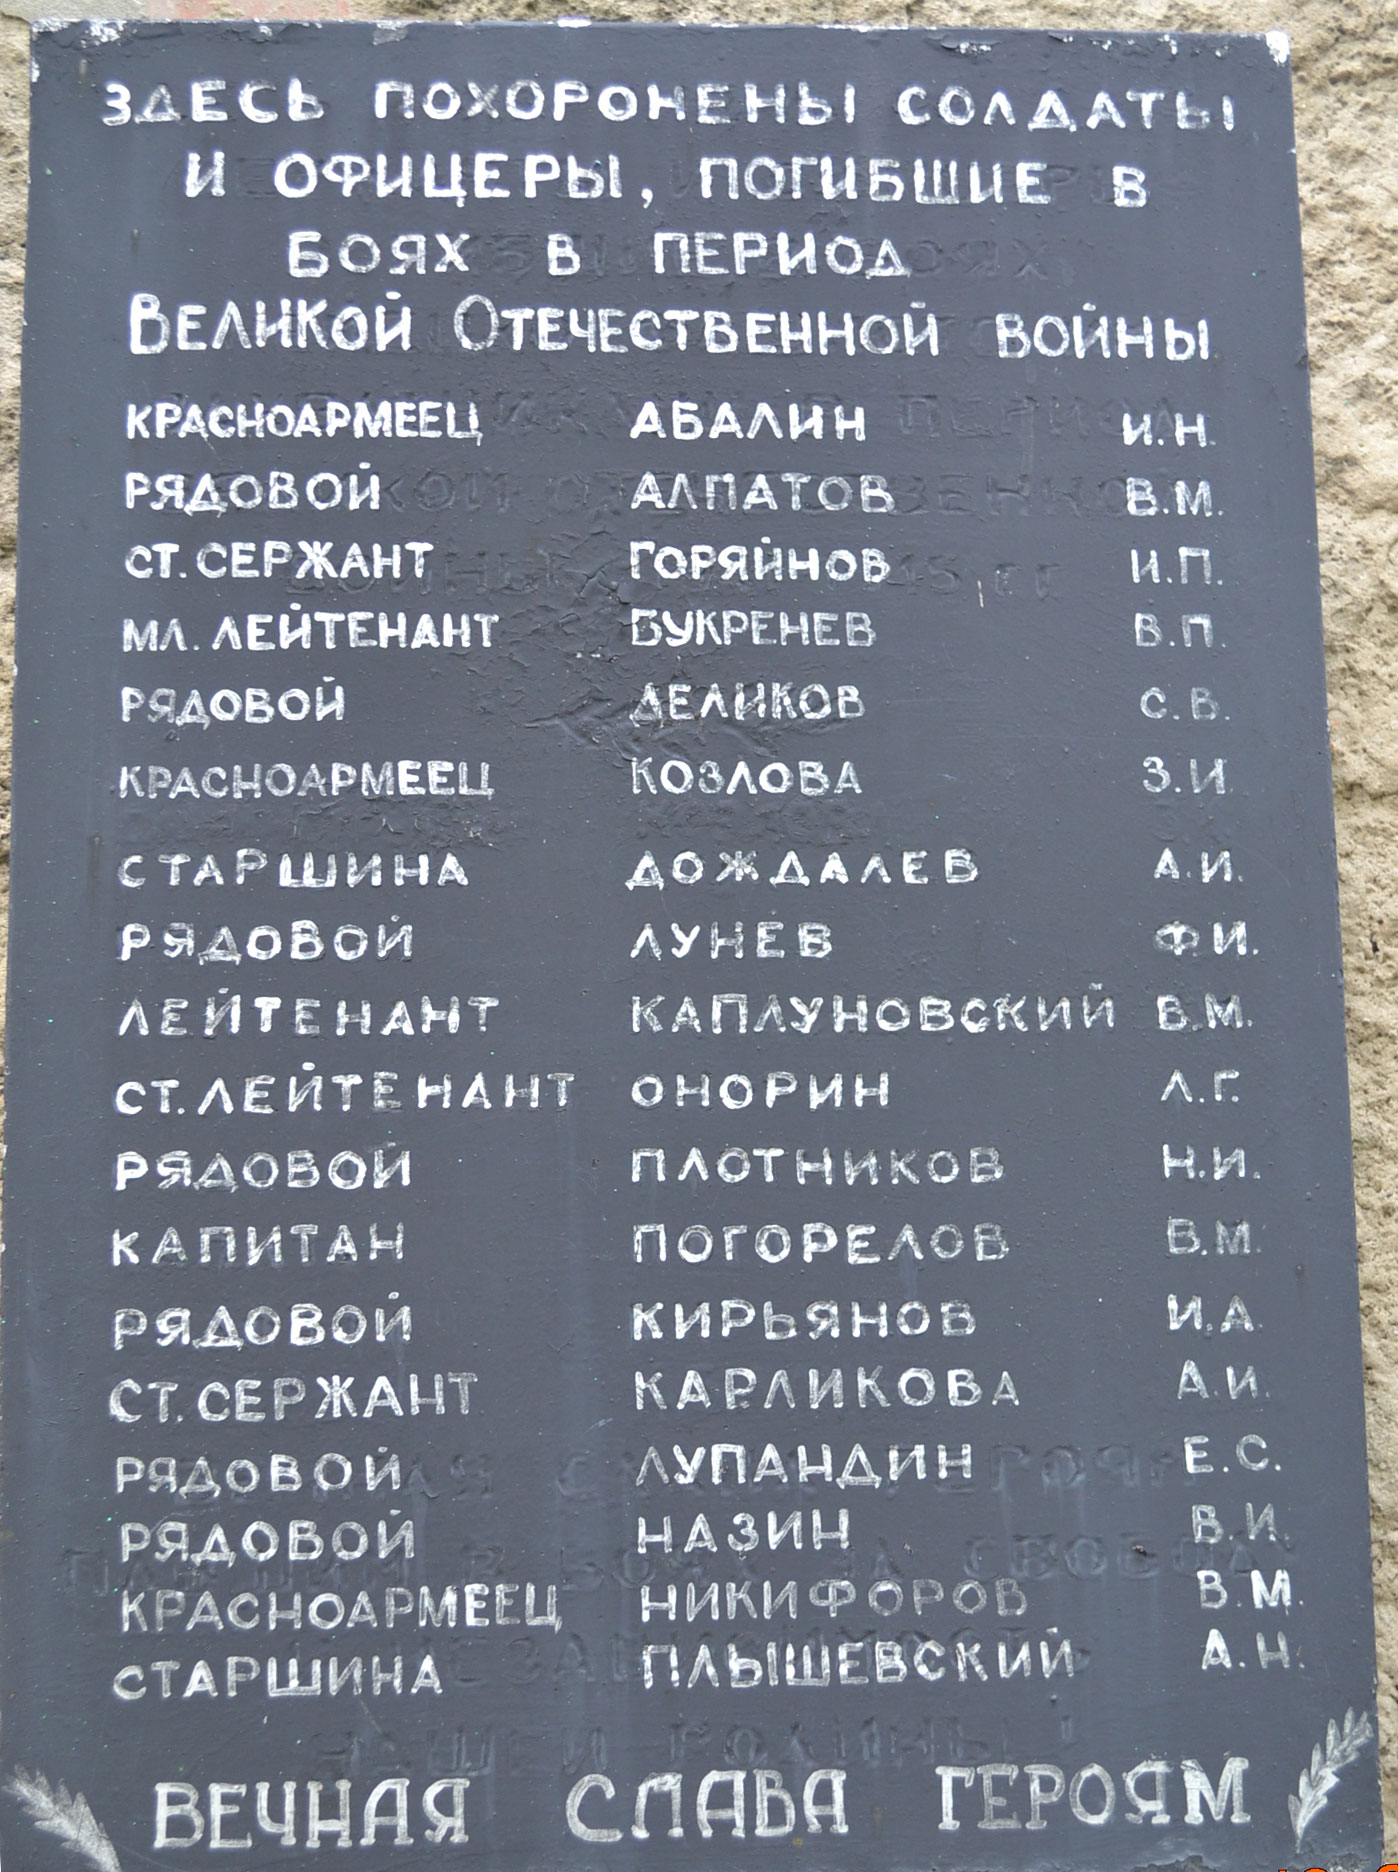 ЗДЕСЬ ПОХОРОНЕНЫ СОЛДАТЫ
И ОФИЦЕРЫ, ПОГИБШИЕ В
БОЯХ В ПЕРИОД
ВЕЛИКОЙ ОТЕЧЕСТВЕННОЙ ВОЙНЫ
КРАСНОАРМЕЕЦ АБАЛИН И.Н.
РЯДОВОЙ АЛПАТОВ В.М.
СТ. СЕРЖАНТ ГОРЯЙНОВ И.П.
МЛ. ЛЕЙТЕНАНТ БУКРЕНЕВ В.П.
РЯДОВОЙ ДЕЛИКОВ С.В.
КРАСНОАРМЕЕЦ КОЗЛОВА З.И.
СТАРШИНА ДОЖДАЛЕВ А.И.
РЯДОВОЙ ЛУНЕВ Ф.И.
ЛЕЙТЕНАНТ КАПЛУНОВСКИЙ В.М.
СТ. ЛЕЙТЕНАНТ ОНОРИН Л.Г.
РЯДОВОЙ ПЛОТНИКОВ Н.И.
КАПИТАН ПОГОРЕЛОВ В.М.
РЯДОВОЙ КИРЬЯНОВ И.А.
СТ. СЕРЖАНТ КАРЛИКОВА А.И.
РЯДОВОЙ ЛУПАНДИН Е.С.
РЯДОВОЙ НАЗИН В.И.
КРАСНОАРМЕЕЦ НИКИФОРОВ В.М.
СТАРШИНА ПЛЫШЕВСКИЙ А.Н.
ВЕЧНАЯ СЛАВА ГЕРОЯМ